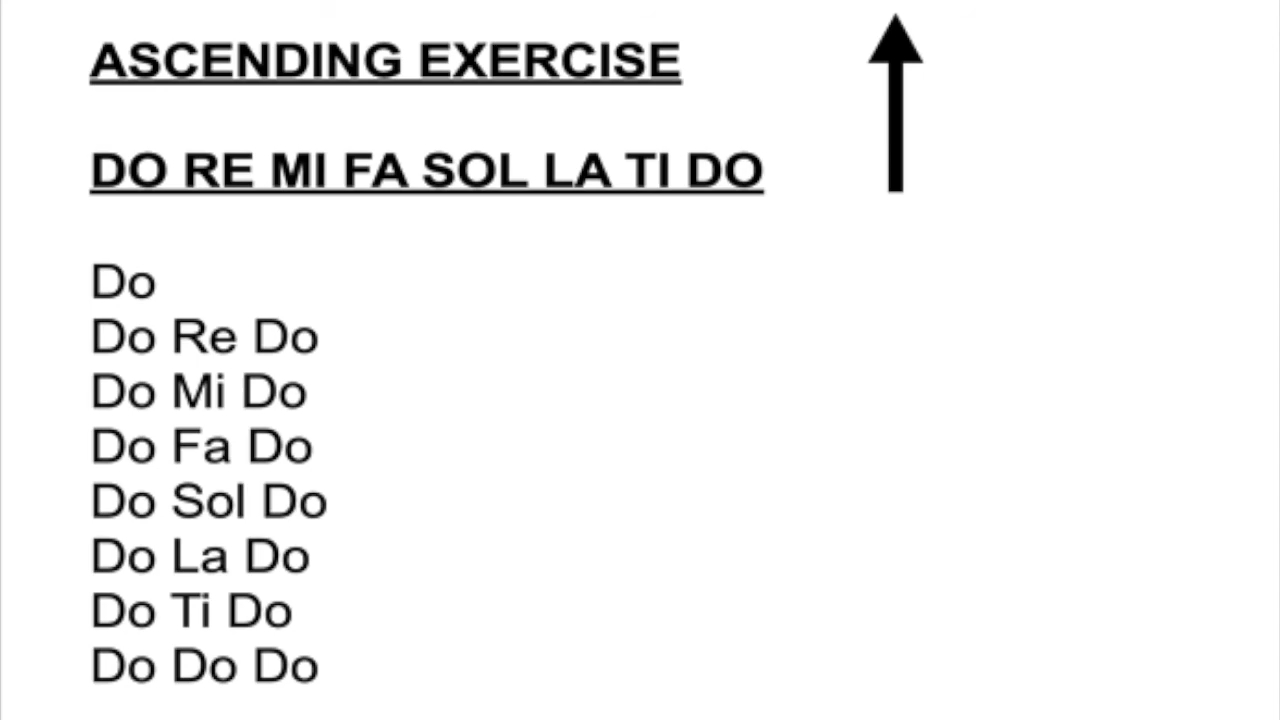 ASCENDING EXERCISE
DO RE MI FA SOL LA TI DO
Do
Do Re Do
Do Mi Do
Do Fa Do
Do Sol Do
Do La Do
Do Ti Do
Do Do Do